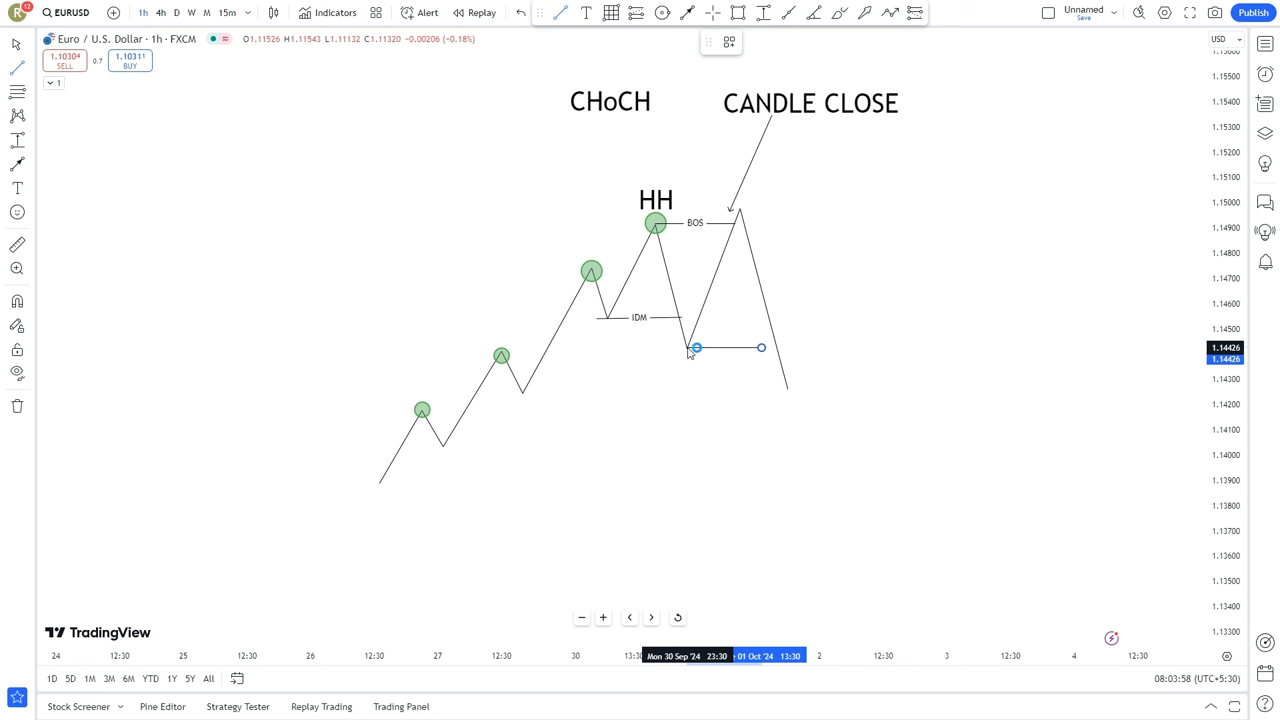 R 12 EURUSD 1h 4h D W M 15m Indicators Alert Replay Unnamed Save Publish
Euro / U.S. Dollar · 1h · FXCM O1.11526 H1.11543 L1.11132 C1.11320 −0.00206 (−0.18%) USD
1.10304 SELL 0.7 1.10311 BUY
1
CHoCH CANDLE CLOSE
HH
BOS
IDM
1.15500
1.15400
1.15300
1.15200
1.15100
1.15000
1.14900
1.14800
1.14700
1.14600
1.14500
1.14426
1.14426
1.14300
1.14200
1.14100
1.14000
1.13900
1.13800
1.13700
1.13600
1.13500
1.13400
1.13300
TradingView
24 12:30 25 12:30 26 12:30 27 12:30 30 Mon 30 Sep '24 23:30 01 Oct '24 13:30 2 12:30 3 12:30 4 12:30
1D 5D 1M 3M 6M YTD 1Y 5Y All 08:03:58 (UTC+5:30)
Stock Screener Pine Editor Strategy Tester Replay Trading Trading Panel